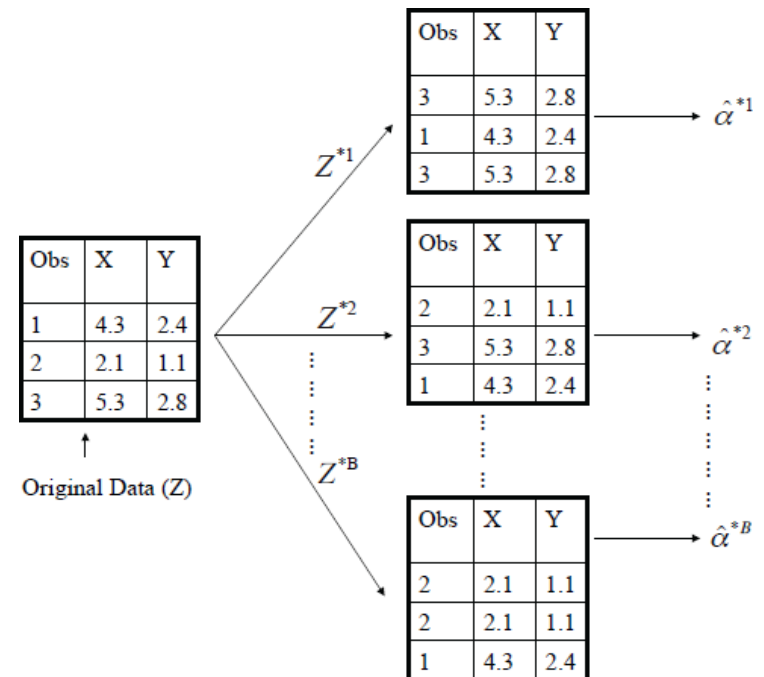 Obs X Y
3 5.3 2.8
1 4.3 2.4
3 5.3 2.8
α̂*1
Z*1
Obs X Y
1 4.3 2.4
2 2.1 1.1
3 5.3 2.8
Original Data (Z)
Z*2
Obs X Y
2 2.1 1.1
3 5.3 2.8
1 4.3 2.4
α̂*2
Z*B
Obs X Y
2 2.1 1.1
2 2.1 1.1
1 4.3 2.4
α̂*B